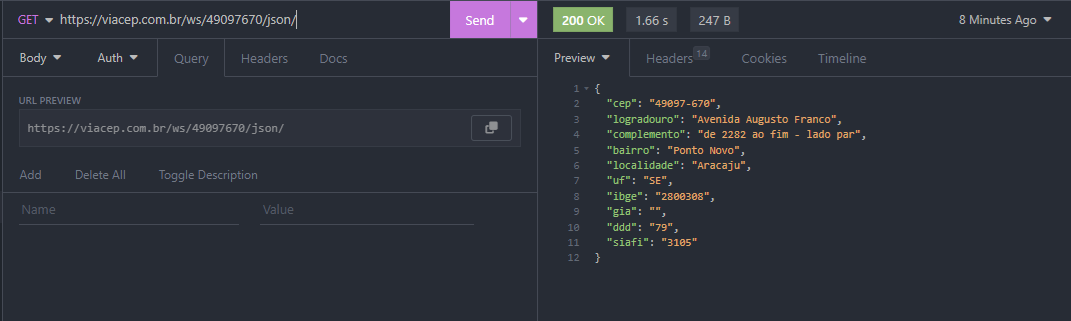 GET https://viacep.com.br/ws/49097670/json/ Send
200 OK 1.66 s 247 B 8 Minutes Ago
Body Auth Query Headers Docs
Preview Headers 14 Cookies Timeline
URL PREVIEW
https://viacep.com.br/ws/49097670/json/
Add Delete All Toggle Description
Name Value
1 {
2 "cep": "49097-670",
3 "logradouro": "Avenida Augusto Franco",
4 "complemento": "de 2282 ao fim - lado par",
5 "bairro": "Ponto Novo",
6 "localidade": "Aracaju",
7 "uf": "SE",
8 "ibge": "2800308",
9 "gia": "",
10 "ddd": "79",
11 "siafi": "3105"
12 }